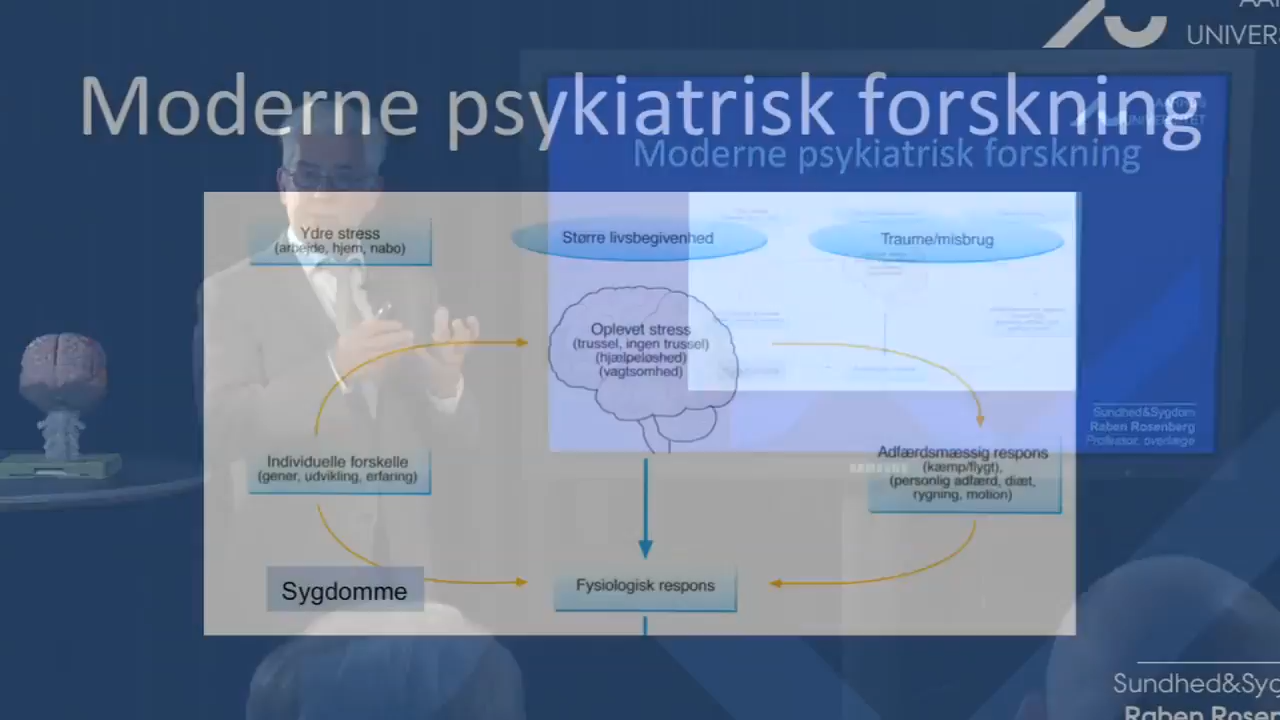 UNIVER
Moderne psykiatrisk forskning
AARHUS
UNIVERSITET
Moderne psykiatrisk forskning
Ydre stress
(arbejde, hjem, nabo)
Større livsbegivenhed
Traume/misbrug
Oplevet stress
(trussel, ingen trussel)
(hjælpeløshed)
(vagtsomhed)
Sundhed&Sygdom
Raben Rosenberg
Professor, overlæge
Individuelle forskelle
(gener, udvikling, erfaring)
Adfærdsmæssig respons
(kæmp/flygt),
(personlig adfærd, diæt,
rygning, motion)
SAMSUNG
Sygdomme
Fysiologisk respons
Sundhed&Syg
Raben Rosen